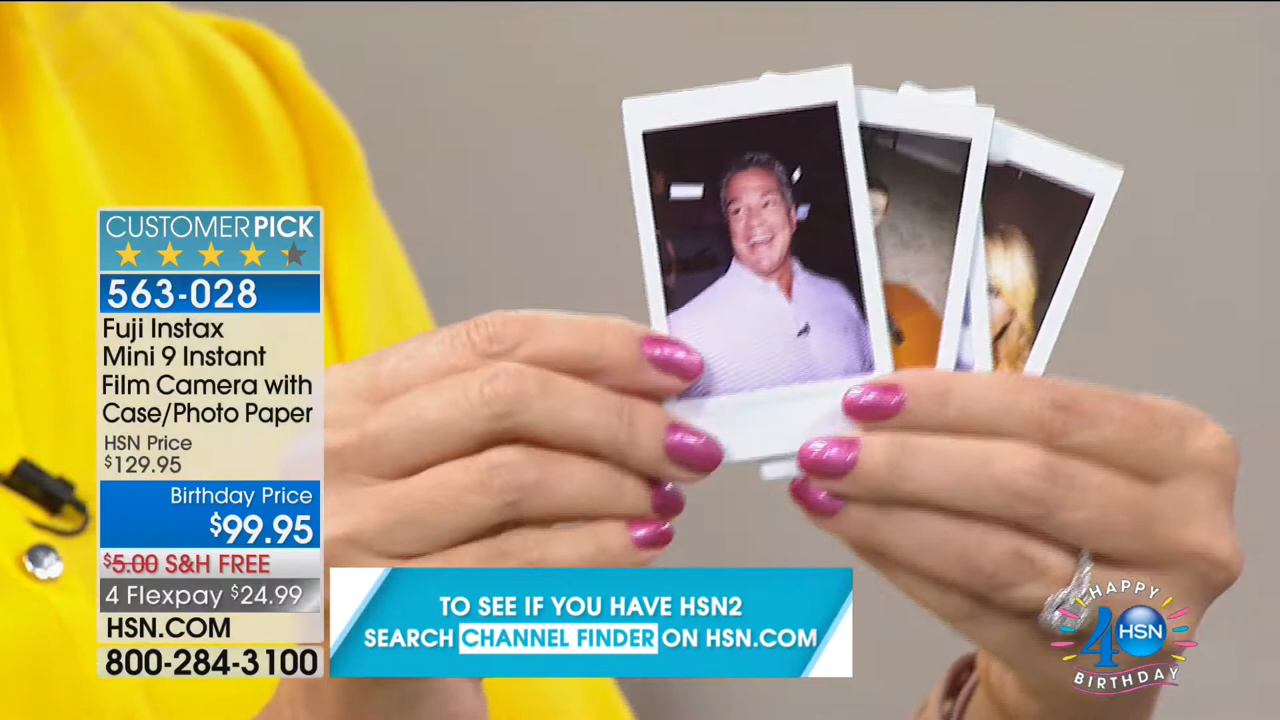 CUSTOMER PICK
563-028
Fuji Instax
Mini 9 Instant
Film Camera with
Case/Photo Paper
HSN Price
$129.95
Birthday Price
$99.95
$5.00 S&H FREE
4 Flexpay $24.99
HSN.COM
800-284-3100
TO SEE IF YOU HAVE HSN2
SEARCH CHANNEL FINDER ON HSN.COM
HAPPY
40 HSN
BIRTHDAY